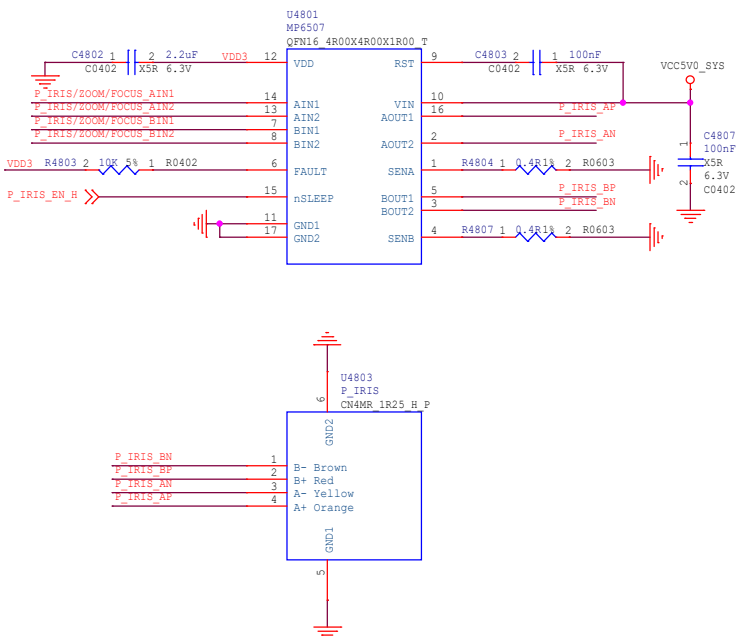 U4801
MP6507
QFN16_4R00X4R00X1R00_T
C4802 1 2 2.2uF VDD3 12 VDD RST 9 C4803 2 1 100nF
C0402 X5R 6.3V C0402 X5R 6.3V
VCC5V0_SYS
P_IRIS/ZOOM/FOCUS_AIN1 14 AIN1 VIN 10
P_IRIS/ZOOM/FOCUS_AIN2 13 AIN2 AOUT1 16 P_IRIS_AP
P_IRIS/ZOOM/FOCUS_BIN1 7 BIN1
P_IRIS/ZOOM/FOCUS_BIN2 8 BIN2 AOUT2 2 P_IRIS_AN
1 C4807
100nF
X5R
6.3V
2 C0402
VDD3 R4803 2 10K 5% 1 R0402 6 FAULT SENA 1 R4804 1 0.4R1% 2 R0603
P_IRIS_EN_H 15 nSLEEP BOUT1 5 P_IRIS_BP
BOUT2 3 P_IRIS_BN
11 GND1
17 GND2 SENB 4 R4807 1 0.4R1% 2 R0603
U4803
P_IRIS
CN4MR_1R25_H_P
6
GND2
P_IRIS_BN 1 B- Brown
P_IRIS_BP 2 B+ Red
P_IRIS_AN 3 A- Yellow
P_IRIS_AP 4 A+ Orange
GND1
5